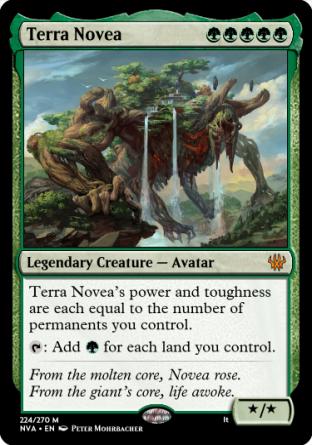 Terra Novea
Legendary Creature — Avatar
Terra Novea's power and toughness
are each equal to the number of
permanents you control.
: Add for each land you control.
From the molten core, Novea rose.
From the giant's core, life awoke.
*/*
224/270 M
It
NVA • EN Peter Mohrbacher